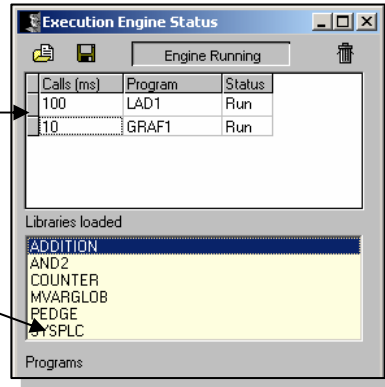 Execution Engine Status
Engine Running
Calls (ms) Program Status
100 LAD1 Run
10 GRAF1 Run
Libraries loaded
ADDITION
AND2
COUNTER
MVARGLOB
PEDGE
SYSPLC
Programs